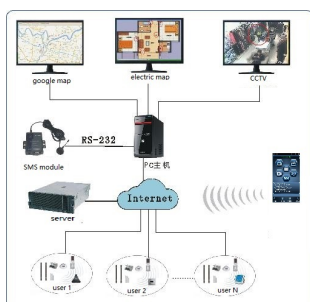 google map
electric map
CCTV
RS-232
SMS module
PC主机
Internet
server
user 1
user 2
user N